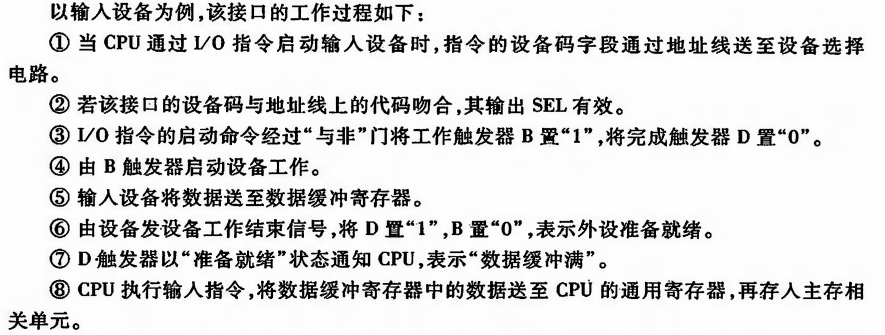 以输入设备为例,该接口的工作过程如下:
① 当 CPU 通过 I/O 指令启动输入设备时,指令的设备码字段通过地址线送至设备选择
电路。
② 若该接口的设备码与地址线上的代码吻合,其输出 SEL 有效。
③ I/O 指令的启动命令经过“与非”门将工作触发器 B 置“1”,将完成触发器 D 置“0”。
④ 由 B 触发器启动设备工作。
⑤ 输入设备将数据送至数据缓冲寄存器。
⑥ 由设备发设备工作结束信号,将 D 置“1”,B 置“0”,表示外设准备就绪。
⑦ D 触发器以“准备就绪”状态通知 CPU,表示“数据缓冲满”。
⑧ CPU 执行输入指令,将数据缓冲寄存器中的数据送至 CPU 的通用寄存器,再存入主存相
关单元。